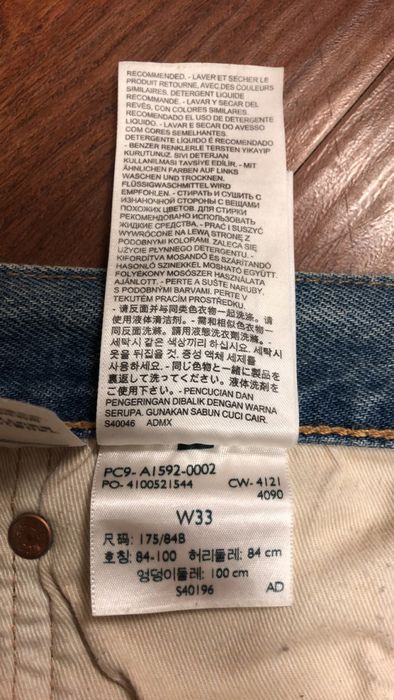 RECOMMENDED. - LAVER ET SECHER LE
PRODUIT RETOURNE, AVEC DES COULEURS
SIMILAIRES. DETERGENT LIQUIDE
RECOMMANDE. - LAVAR Y SECAR DEL
REVES, CON COLORES SIMILARES.
RECOMENDADO EL USO DE DETERGENTE
LIQUIDO. - LAVAR E SECAR DO AVESSO
COM CORES SEMELHANTES.
DETERGENTE LÍQUIDO É RECOMENDADO
- BENZER RENKLERLE TERSTEN YIKAYIP
KURUTUNUZ. SIVI DETERJAN
KULLANILMASI TAVSİYE EDİLİR. - MIT
ÄHNLICHEN FARBEN AUF LINKS
WASCHEN UND TROCKNEN.
FLÜSSIGWASCHMITTEL WIRD
EMPFOHLEN. - СТИРАТЬ И СУШИТЬ С
ИЗНАНОЧНОЙ СТОРОНЫ С ВЕЩАМИ
ПОХОЖИХ ЦВЕТОВ. ДЛЯ СТИРКИ
РЕКОМЕНДОВАНО ИСПОЛЬЗОВАТЬ
ЖИДКИЕ СРЕДСТВА. - PRAĆ I SUSZYĆ
WYWRÓCONE NA LEWĄ STRONĘ Z
PODOBNYMI KOLORAMI. ZALECA SIĘ
UŻYCIE PŁYNNEGO DETERGENTU. -
KIFORDÍTVA MOSANDÓ ÉS SZÁRÍTANDÓ
HASONLÓ SZINEKKEL MOSHATÓ EGYÜTT.
FOLYÉKONY MOSÓSZER HASZNÁLATA
AJÁNLOTT. - PERTE A SUŠTE NARUBY,
S PODOBNÝMI BARVAMI. PERTE V
TEKUTÉM PRACÍM PROSTŘEDKU.
- 请反面并与同类色衣物一起洗涤。请
使用液体清洁剂。- 需和相似色衣物一
同反面洗滌。請用液態洗衣劑洗滌。-
세탁시 같은 색상끼리 하십시요. 세탁시
옷을 뒤집을 것. 중성 액체 세제를
사용하세요. - 同じ色物と一緒に製品を
裏返して洗ってください。液体洗剤をご
使用下さい。- PENCUCIAN DAN
PENGERINGAN DIBALIK DENGAN WARNA
SERUPA. GUNAKAN SABUN CUCI CAIR.
S40046 ADMX
PC9- A1592-0002
PO- 4100521544 CW- 4121
4090
W33
尺码: 175/84B
호칭: 84-100 허리둘레: 84 cm
엉덩이둘레: 100 cm
S40196 AD